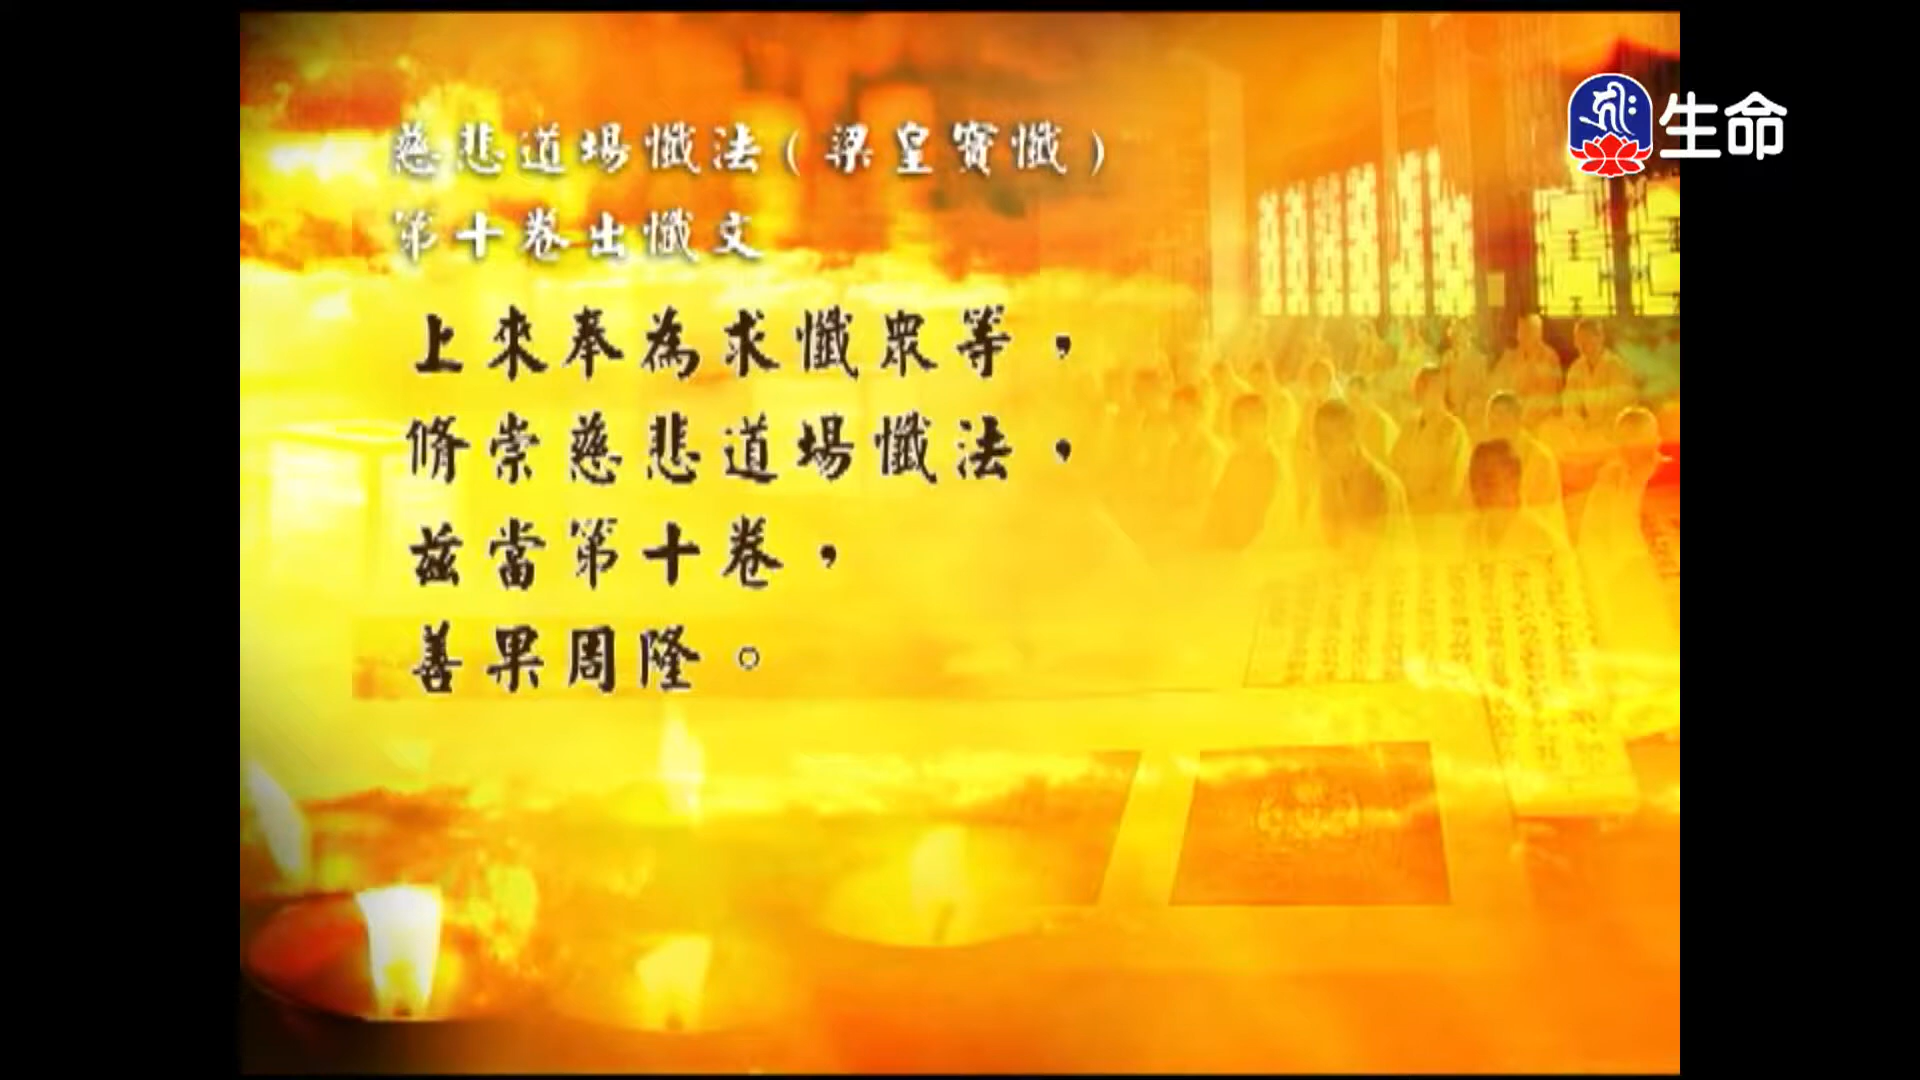 慈悲道場懺法(梁皇寶懺)
第十卷出懺文
上來奉為求懺眾等，
脩崇慈悲道場懺法，
茲當第十卷，
善果周隆。
生命